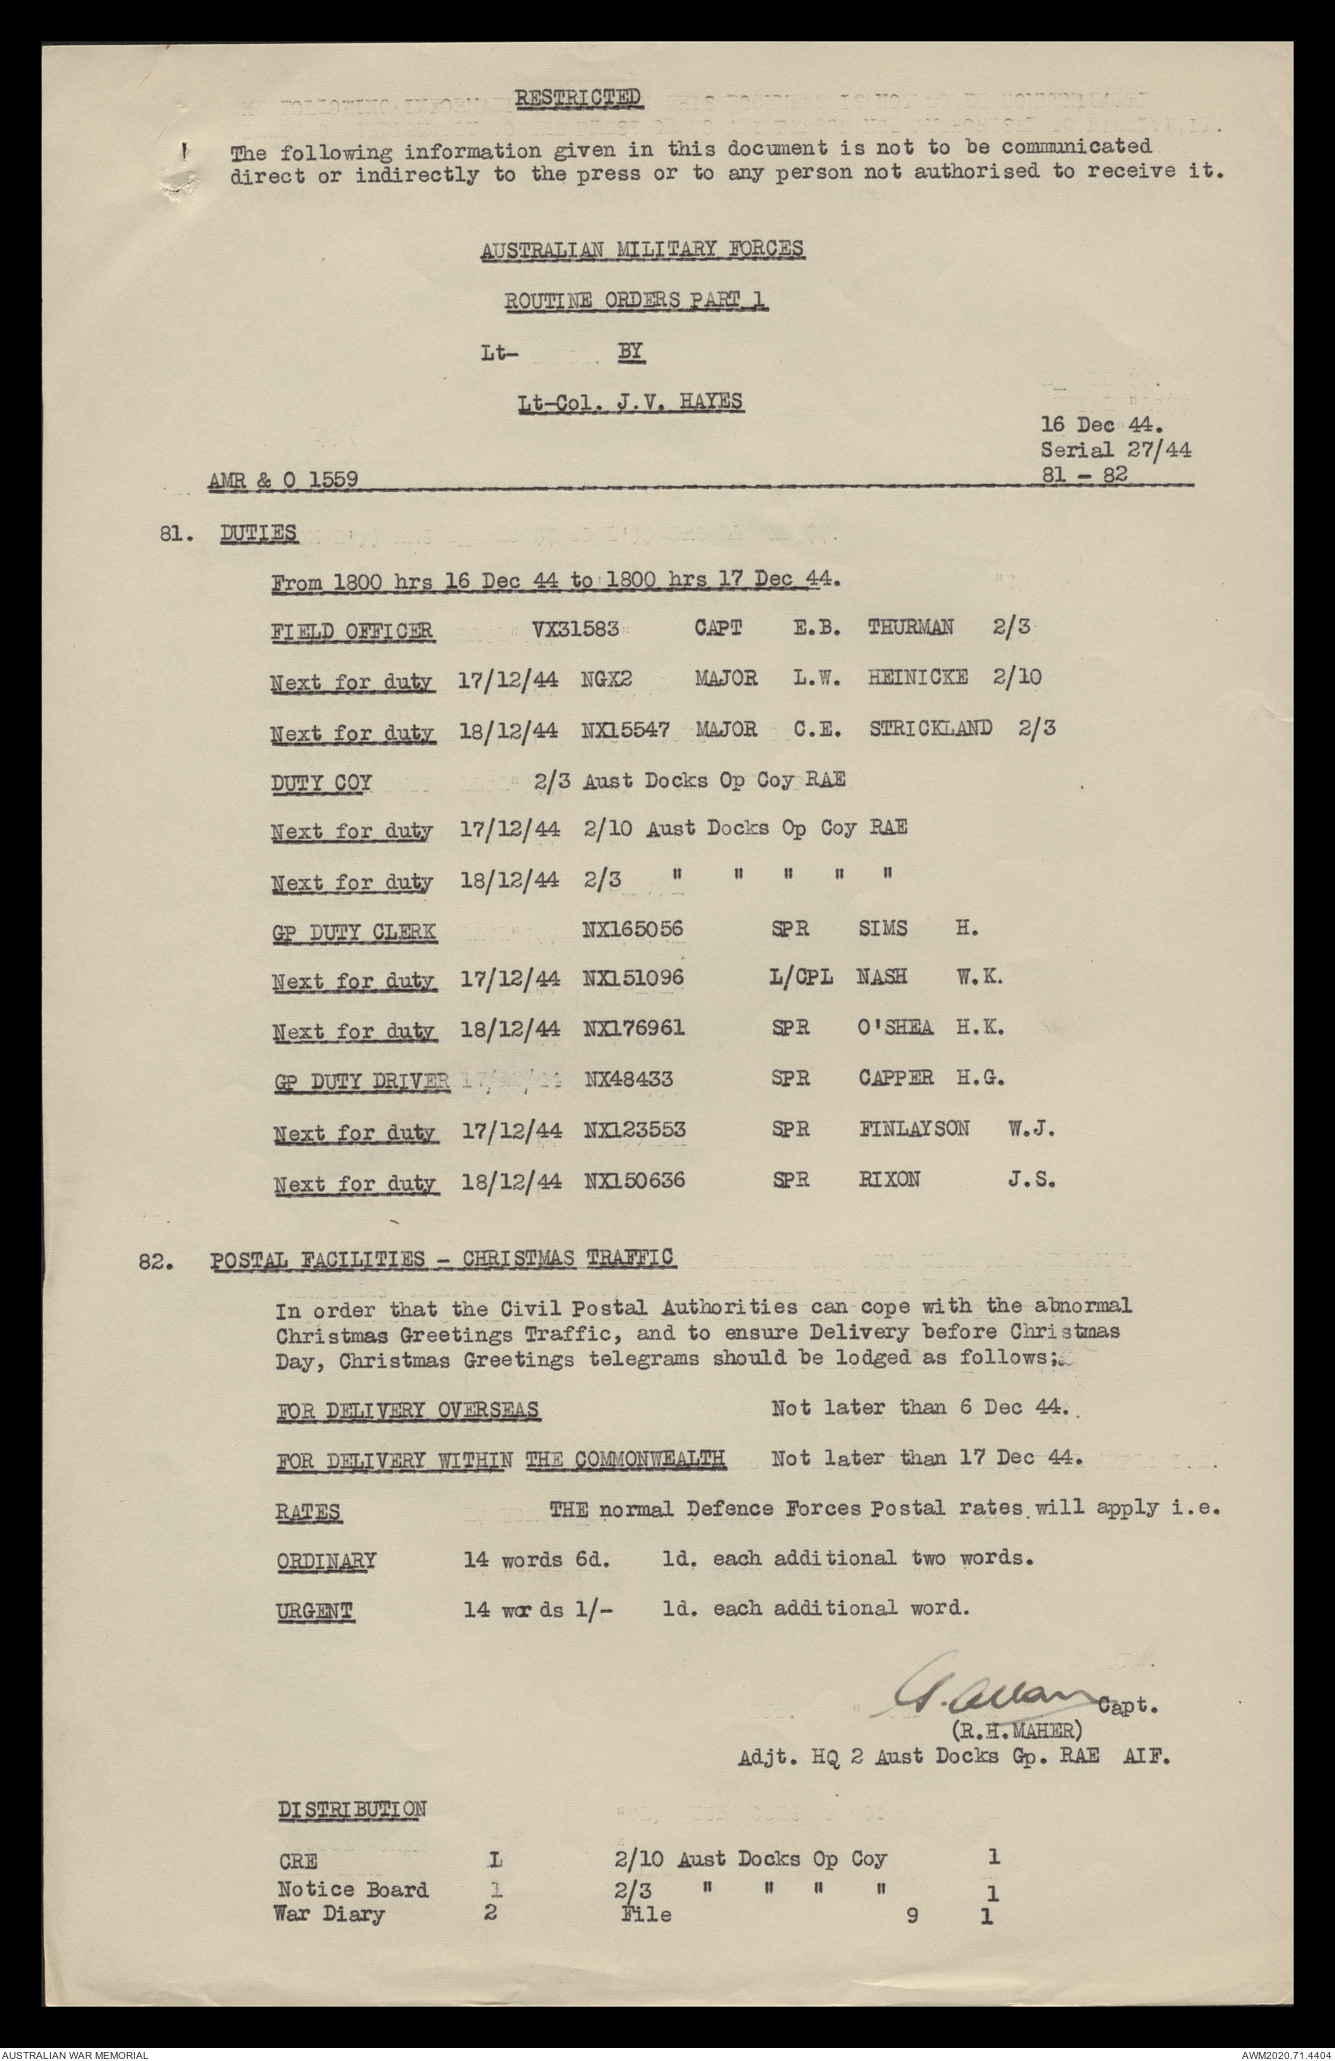 RESTRICTED
The following information given in this document is not to be communicated
direct or indirectly to the press or to any person not authorised to receive it.
AUSTRALIAN MILITARY FORCES
ROUTINE ORDERS PART 1
Lt- BY
Lt-Col. J.V. HAYES
16 Dec 44.
Serial 27/44
AMR & O 1559 81 - 82
81. DUTIES
From 1800 hrs 16 Dec 44 to 1800 hrs 17 Dec 44.
FIELD OFFICER VX31583 CAPT E.B. THURMAN 2/3
Next for duty 17/12/44 NGX2 MAJOR L.W. HEINICKE 2/10
Next for duty 18/12/44 NX15547 MAJOR C.E. STRICKLAND 2/3
DUTY COY 2/3 Aust Docks Op Coy RAE
Next for duty 17/12/44 2/10 Aust Docks Op Coy RAE
Next for duty 18/12/44 2/3 " " " " "
GP DUTY CLERK NX165056 SPR SIMS H.
Next for duty 17/12/44 NX151096 L/CPL NASH W.K.
Next for duty 18/12/44 NX176961 SPR O'SHEA H.K.
GP DUTY DRIVER NX48433 SPR CAPPER H.G.
Next for duty 17/12/44 NX123553 SPR FINLAYSON W.J.
Next for duty 18/12/44 NX150636 SPR RIXON J.S.
82. POSTAL FACILITIES - CHRISTMAS TRAFFIC
In order that the Civil Postal Authorities can cope with the abnormal
Christmas Greetings Traffic, and to ensure Delivery before Christmas
Day, Christmas Greetings telegrams should be lodged as follows;
FOR DELIVERY OVERSEAS Not later than 6 Dec 44.
FOR DELIVERY WITHIN THE COMMONWEALTH Not later than 17 Dec 44.
RATES THE normal Defence Forces Postal rates will apply i.e.
ORDINARY 14 words 6d. 1d. each additional two words.
URGENT 14 words 1/- 1d. each additional word.
Capt.
(R.H.MAHER)
Adjt. HQ 2 Aust Docks Gp. RAE AIF.
DISTRIBUTION
CRE 1 2/10 Aust Docks Op Coy 1
Notice Board 1 2/3 " " " " 1
War Diary 2 File 9 1
AUSTRALIAN WAR MEMORIAL AWM2020.71.4404